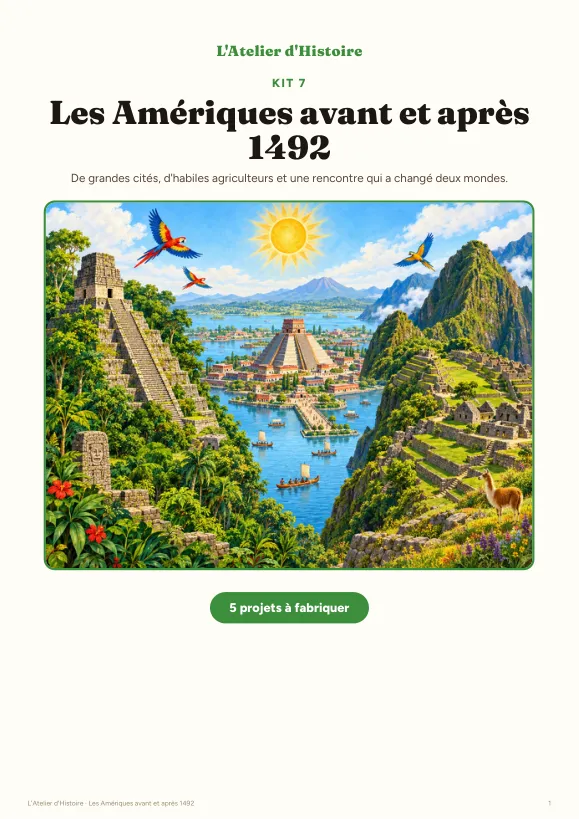 L'Atelier d'Histoire
KIT 7
Les Amériques avant et après
1492
De grandes cités, d'habiles agriculteurs et une rencontre qui a changé deux mondes.
5 projets à fabriquer
L'Atelier d'Histoire · Les Amériques avant et après 1492
1